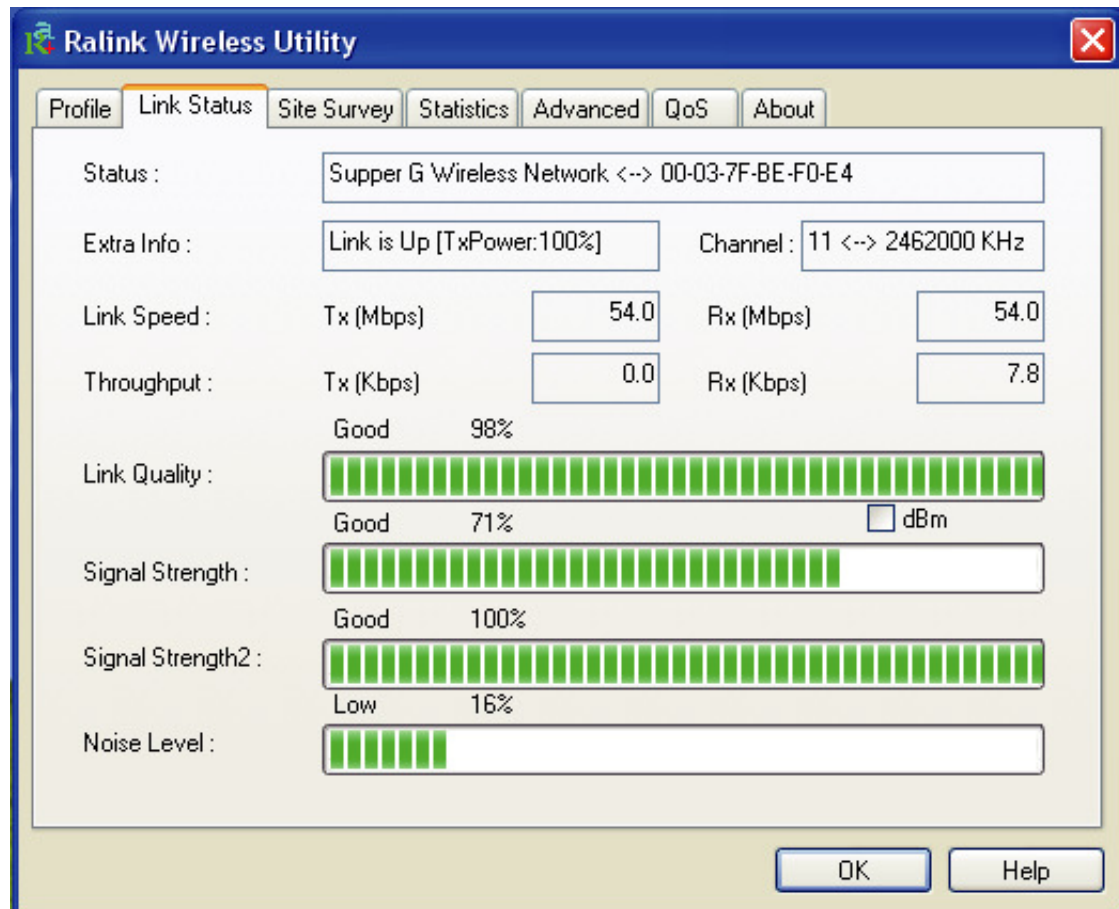 Ralink Wireless Utility
Profile Link Status Site Survey Statistics Advanced QoS About
Status : Supper G Wireless Network <--> 00-03-7F-BE-F0-E4
Extra Info : Link is Up [TxPower:100%] Channel : 11 <--> 2462000 KHz
Link Speed : Tx (Mbps) 54.0 Rx (Mbps) 54.0
Throughput : Tx (Kbps) 0.0 Rx (Kbps) 7.8
Good 98%
Link Quality :
Good 71% dBm
Signal Strength :
Good 100%
Signal Strength2 :
Low 16%
Noise Level :
OK Help